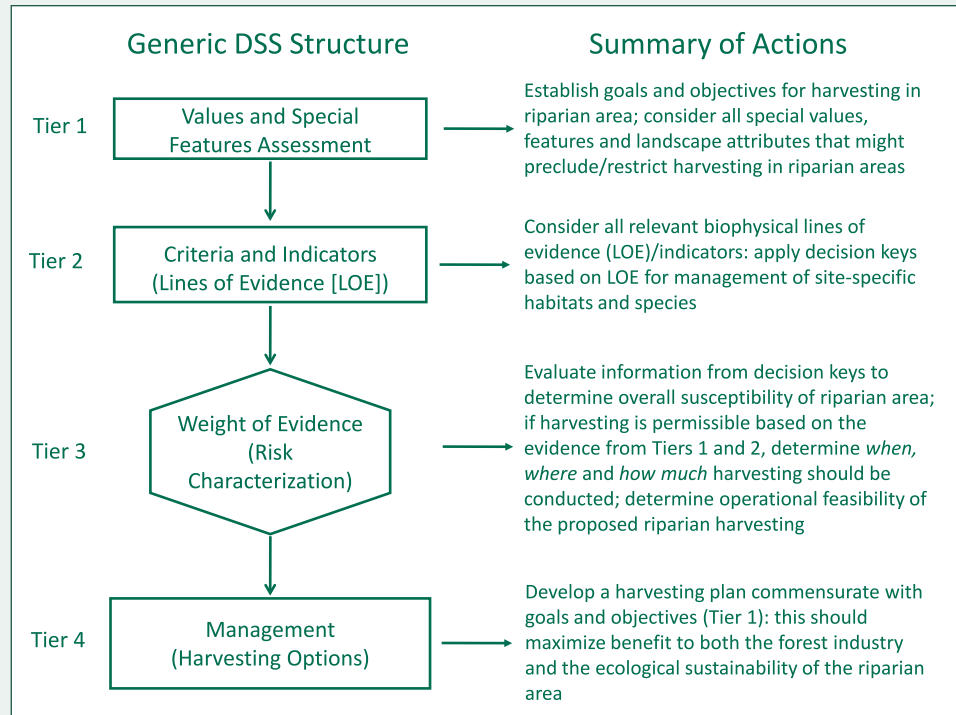 Generic DSS Structure
Summary of Actions
Tier 1
Values and Special
Features Assessment
Establish goals and objectives for harvesting in
riparian area; consider all special values,
features and landscape attributes that might
preclude/restrict harvesting in riparian areas
Tier 2
Criteria and Indicators
(Lines of Evidence [LOE])
Consider all relevant biophysical lines of
evidence (LOE)/indicators: apply decision keys
based on LOE for management of site-specific
habitats and species
Tier 3
Weight of Evidence
(Risk
Characterization)
Evaluate information from decision keys to
determine overall susceptibility of riparian area;
if harvesting is permissible based on the
evidence from Tiers 1 and 2, determine when,
where and how much harvesting should be
conducted; determine operational feasibility of
the proposed riparian harvesting
Tier 4
Management
(Harvesting Options)
Develop a harvesting plan commensurate with
goals and objectives (Tier 1): this should
maximize benefit to both the forest industry
and the ecological sustainability of the riparian
area